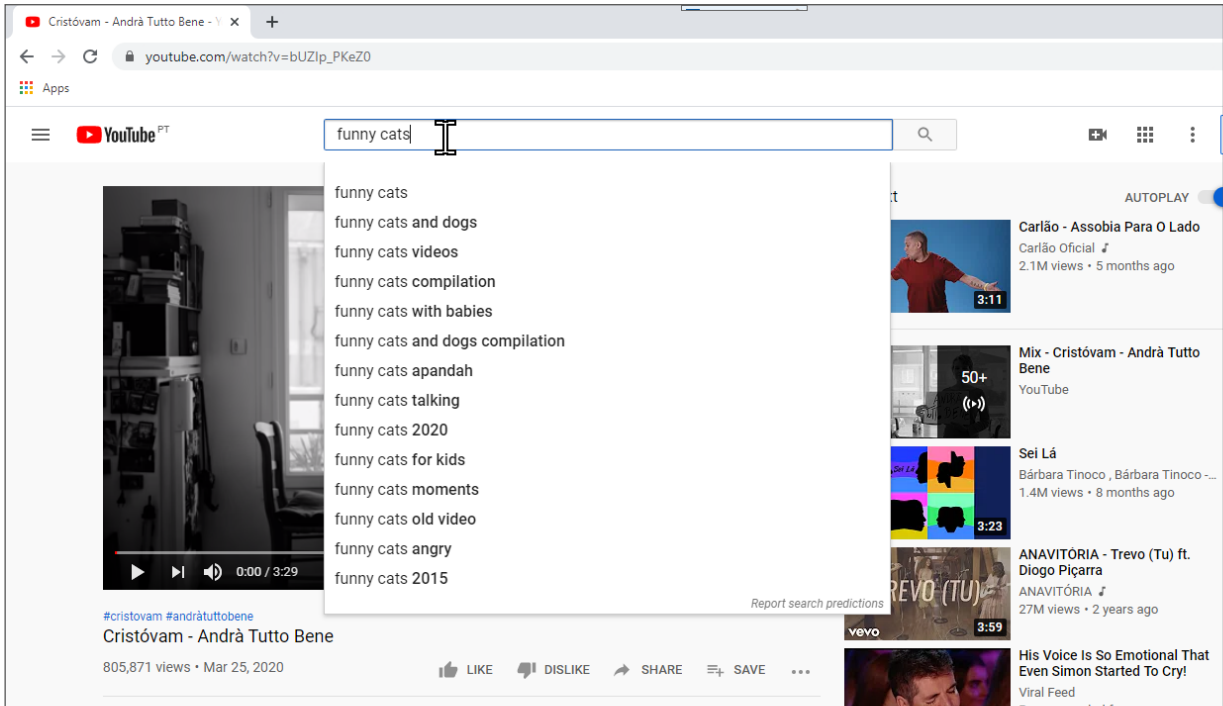 Cristóvam - Andrà Tutto Bene - Y
youtube.com/watch?v=bUZIp_PKeZ0
Apps
YouTube PT
funny cats
funny cats
funny cats and dogs
funny cats videos
funny cats compilation
funny cats with babies
funny cats and dogs compilation
funny cats apandah
funny cats talking
funny cats 2020
funny cats for kids
funny cats moments
funny cats old video
funny cats angry
funny cats 2015
Report search predictions
0:00 / 3:29
#cristovam #andràtuttobene
Cristóvam - Andrà Tutto Bene
805,871 views • Mar 25, 2020
LIKE DISLIKE SHARE SAVE
AUTOPLAY
3:11
Carlão - Assobia Para O Lado
Carlão Oficial
2.1M views • 5 months ago
50+
Mix - Cristóvam - Andrà Tutto
Bene
YouTube
Sei Lá
3:23
Sei Lá
Bárbara Tinoco , Bárbara Tinoco -...
1.4M views • 8 months ago
TREVO (TU)
vevo
3:59
ANAVITÓRIA - Trevo (Tu) ft.
Diogo Piçarra
ANAVITÓRIA
27M views • 2 years ago
His Voice Is So Emotional That
Even Simon Started To Cry!
Viral Feed